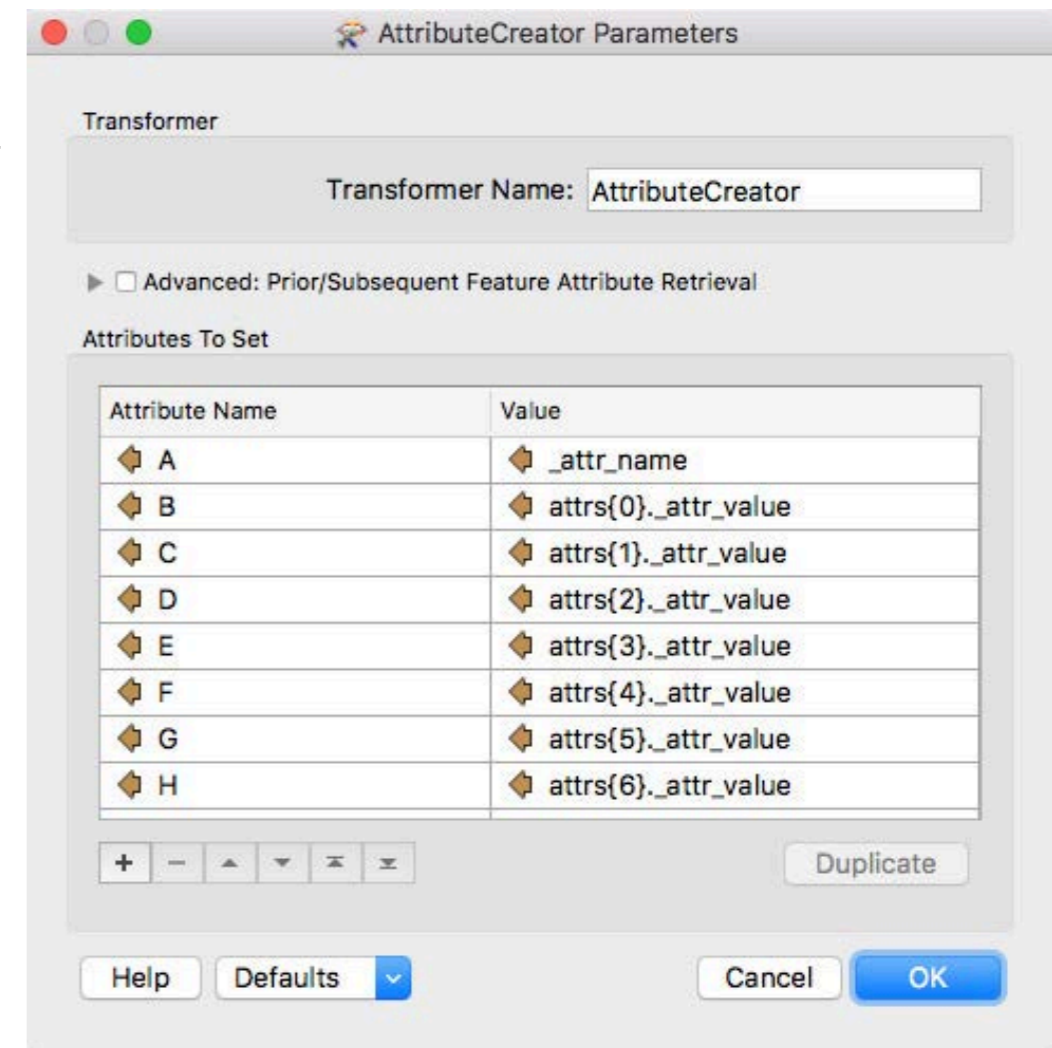 AttributeCreator Parameters
Transformer
Transformer Name: AttributeCreator
Advanced: Prior/Subsequent Feature Attribute Retrieval
Attributes To Set
Attribute Name Value
A _attr_name
B attrs{0}._attr_value
C attrs{1}._attr_value
D attrs{2}._attr_value
E attrs{3}._attr_value
F attrs{4}._attr_value
G attrs{5}._attr_value
H attrs{6}._attr_value
Duplicate
Help Defaults Cancel OK